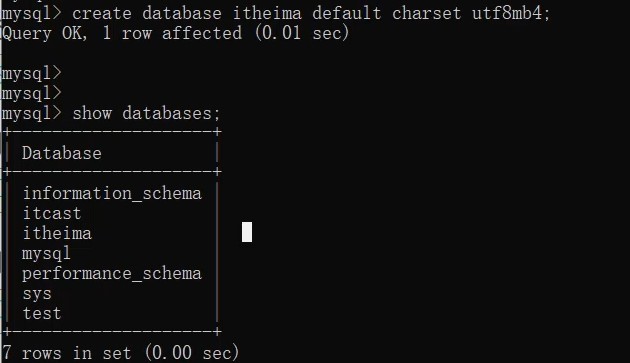 mysql> create database itheima default charset utf8mb4;
Query OK, 1 row affected (0.01 sec)
mysql>
mysql>
mysql> show databases;
+--------------------+
| Database           |
+--------------------+
| information_schema |
| itcast             |
| itheima            |
| mysql              |
| performance_schema |
| sys                |
| test               |
+--------------------+
7 rows in set (0.00 sec)